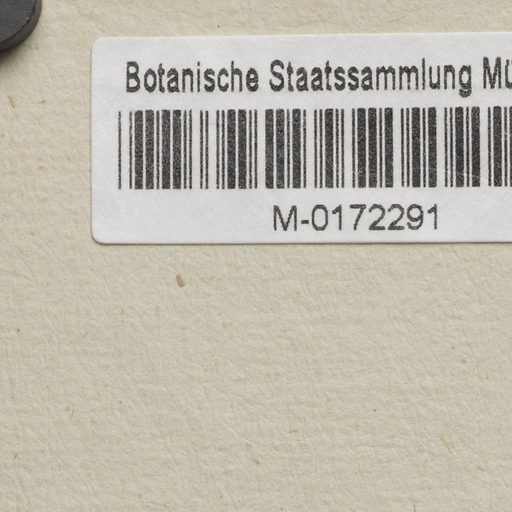 Botanische Staatssammlung Mü
M-0172291